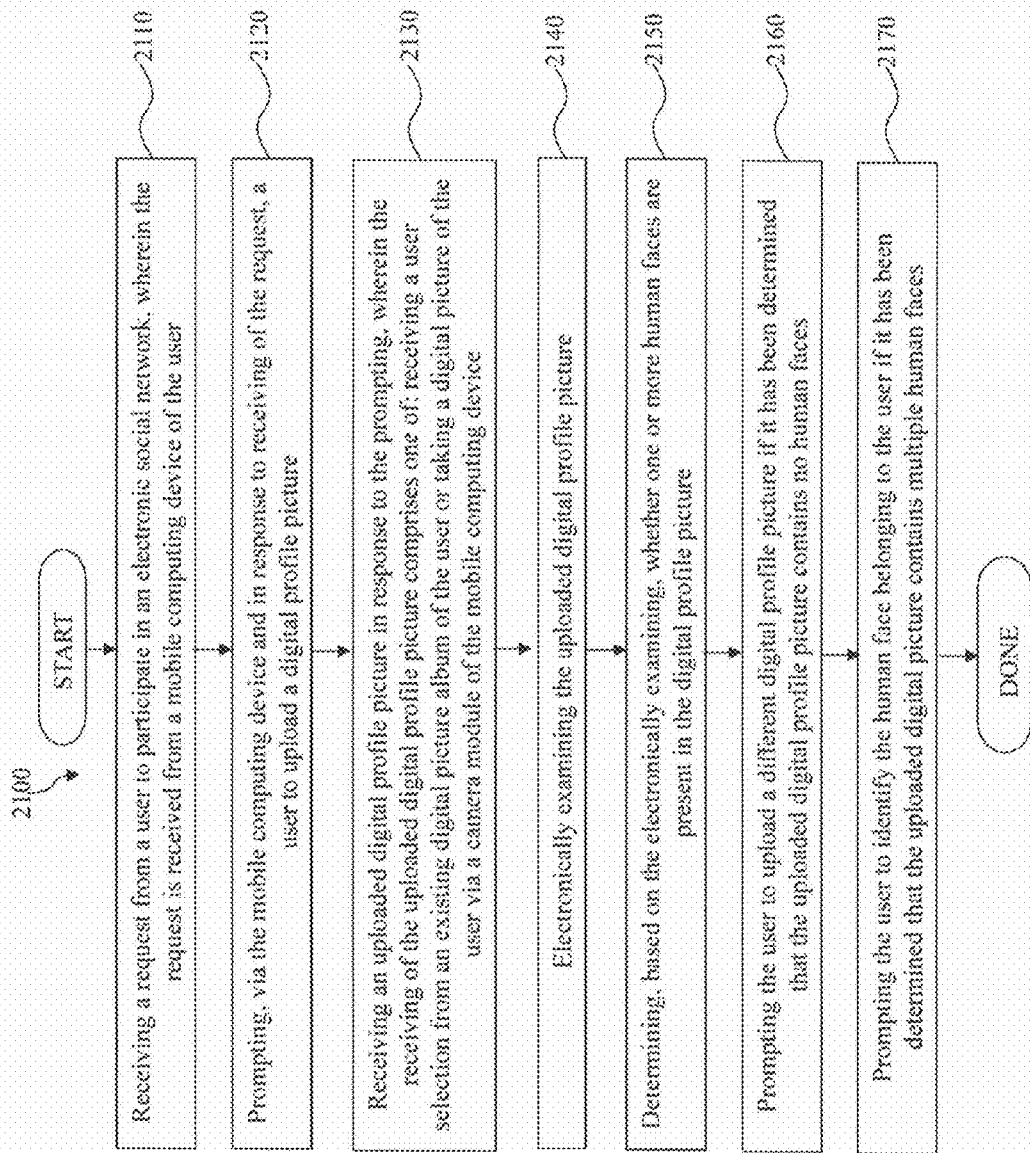 2100
START
Receiving a request from a user to participate in an electronic social network, wherein the
request is received from a mobile computing device of the user
2110
Prompting, via the mobile computing device and in response to receiving of the request, a
user to upload a digital profile picture
2120
Receiving an uploaded digital profile picture in response to the prompting, wherein the
receiving of the uploaded digital profile picture comprises one of: receiving a user
selection from an existing digital picture album of the user or taking a digital picture of the
user via a camera module of the mobile computing device
2130
Electronically examining the uploaded digital profile picture
2140
Determining, based on the electronically examining, whether one or more human faces are
present in the digital profile picture
2150
Prompting the user to upload a different digital profile picture if it has been determined
that the uploaded digital profile picture contains no human faces
2160
Prompting the user to identify the human face belonging to the user if it has been
determined that the uploaded digital picture contains multiple human faces
2170
DONE